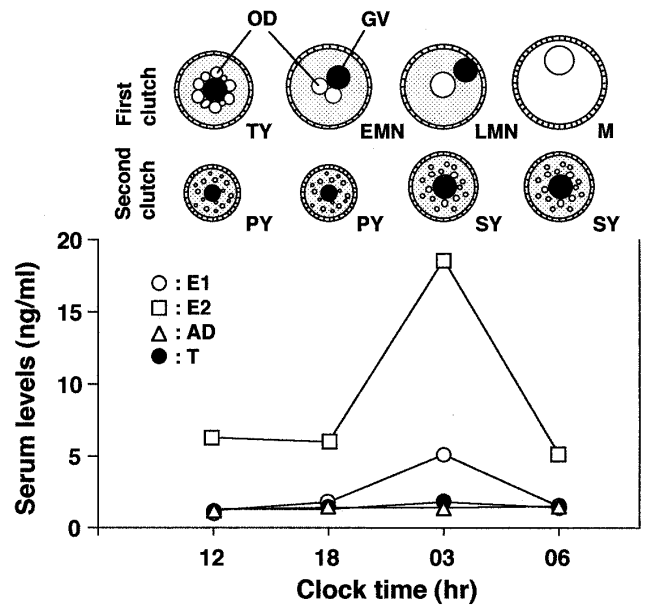 OD GV
First clutch
TY EMN LMN M
Second clutch
PY PY SY SY
Serum levels (ng/ml)
20
15
10
5
0
: E1
: E2
: AD
: T
12 18 03 06
Clock time (hr)